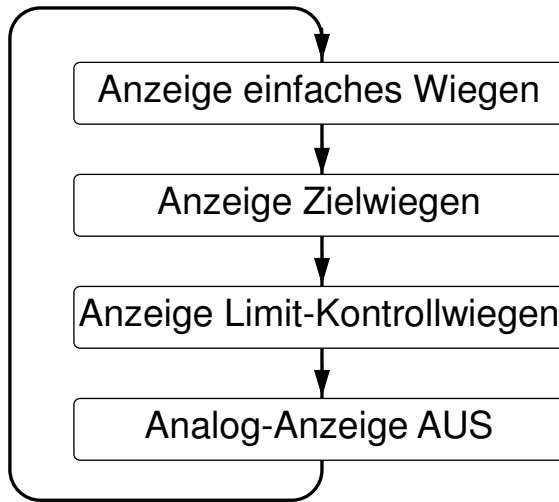 Anzeige einfaches Wiegen
Anzeige Zielwiegen
Anzeige Limit-Kontrollwiegen
Analog-Anzeige AUS